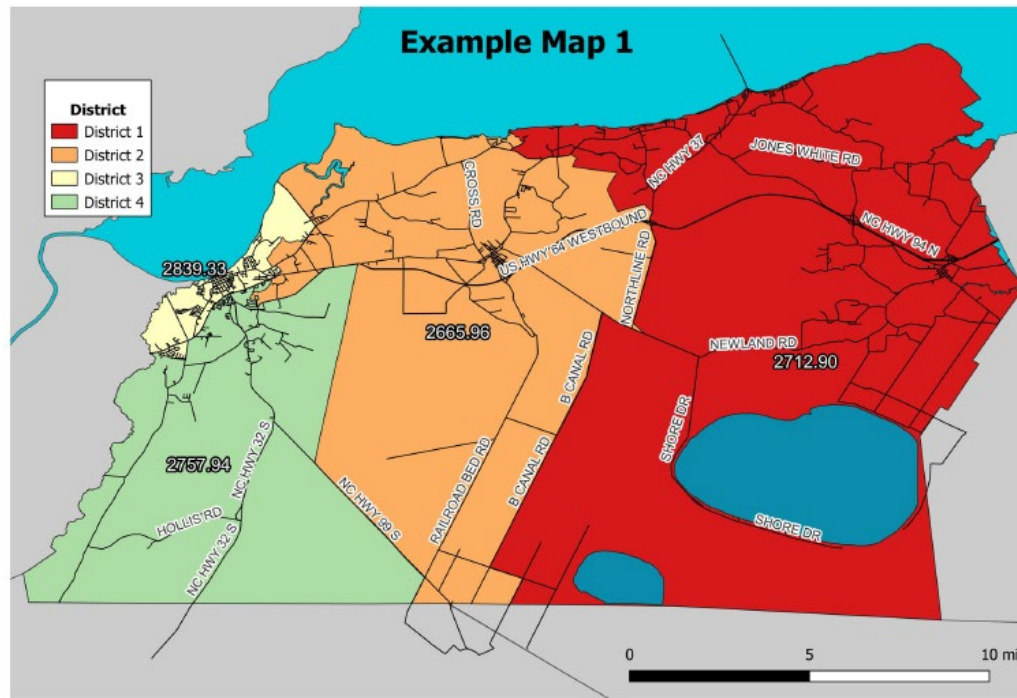 Example Map 1
District
District 1
District 2
District 3
District 4
NC HWY 37
JONES WHITE RD
CROSS RD
NC HWY 94 N
US HWY 64 WESTBOUND
2839.33
NORTHLINE RD
2665.96
NEWLAND RD
2712.90
B CANAL RD
SHORE DR
2757.94
NC HWY 32 S
B CANAL RD
RAILROAD BED RD
HOLLIS RD
NC HWY 99 S
SHORE DR
NC HWY 32 S
0 5 10 mi